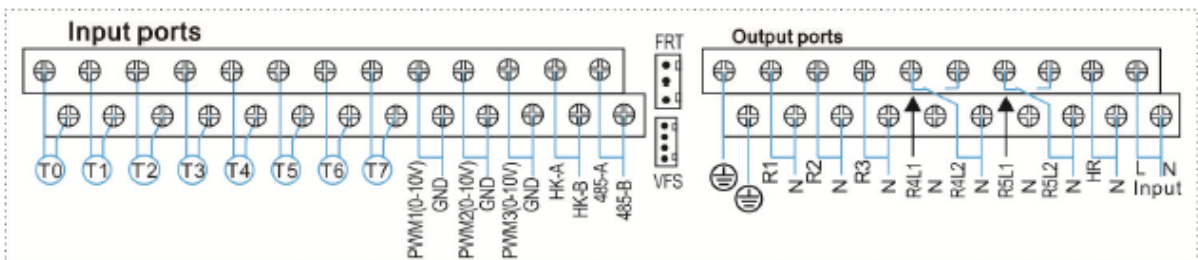 Input ports
FRT
Output ports
T0 T1 T2 T3 T4 T5 T6 T7
PWM1(0-10V)
GND
PWM2(0-10V)
GND
PWM3(0-10V)
GND
HK-A
HK-B
485-A
485-B
VFS
R1
N
R2
N
R3
N
R4L1
N
R4L2
N
R5L1
N
R5L2
N
HR
N
L N
Input